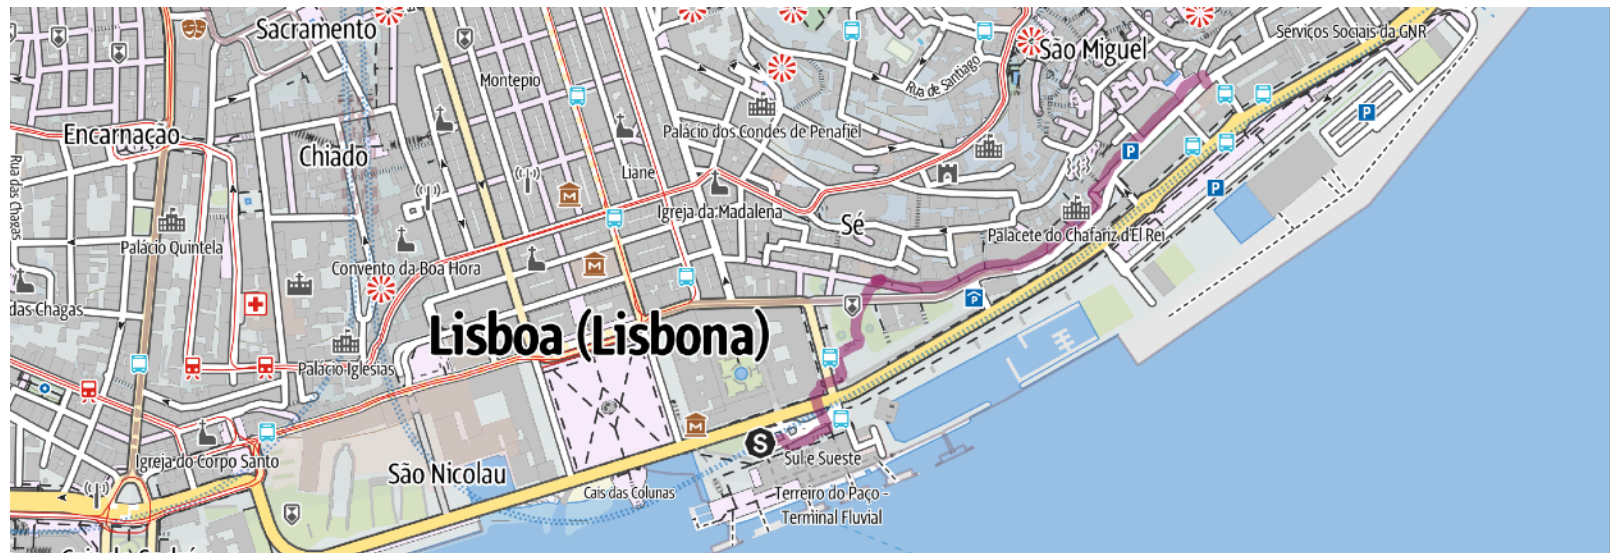 Sacramento
São Miguel
Serviços Sociais da GNR
Montepio
Rua de Santiago
Encarnação
Palácio dos Condes de Penafiel
Chiado
Liane
Rua das Chagas
Igreja da Madalena
Sé
Palacete do Chafariz d'El Rei
Palácio Quintela
Convento da Boa Hora
das Chagas
Lisboa (Lisbona)
Palácio Iglesias
S
Sul e Sueste
Igreja do Corpo Santo
São Nicolau
Cais das Colunas
Terreiro do Paço -
Terminal Fluvial